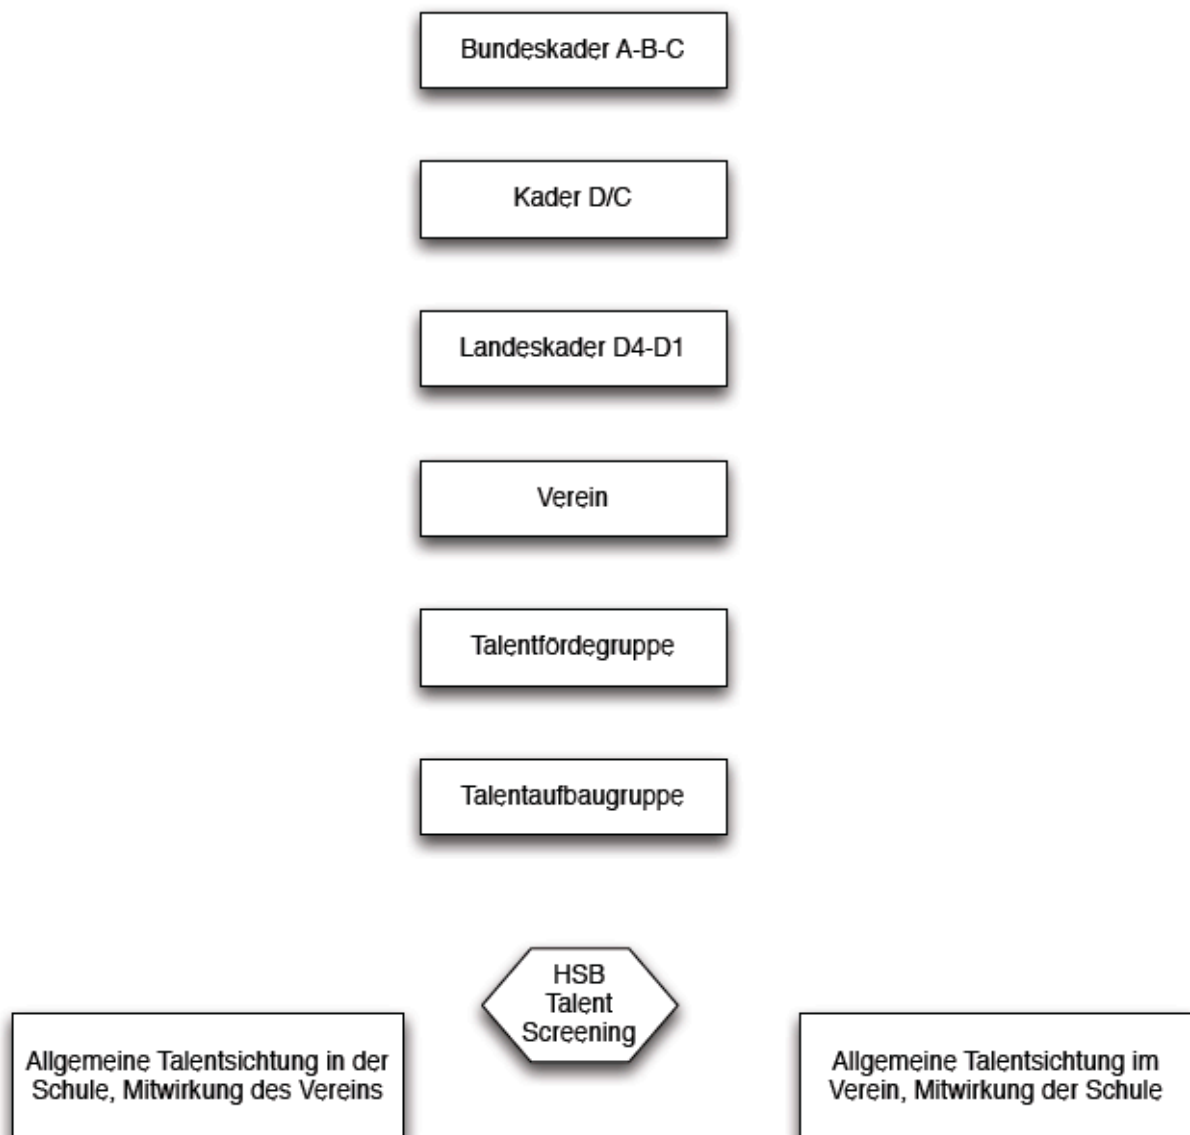 Bundeskader A-B-C
Kader D/C
Landeskader D4-D1
Verein
Talentfördegruppe
Talentaufbaugruppe
HSB
Talent
Screening
Allgemeine Talentsichtung in der
Schule, Mitwirkung des Vereins
Allgemeine Talentsichtung im
Verein, Mitwirkung der Schule